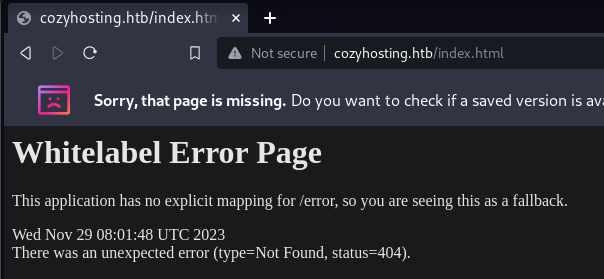 cozyhosting.htb/index.htm
Not secure cozyhosting.htb/index.html
Sorry, that page is missing. Do you want to check if a saved version is ava
Whitelabel Error Page
This application has no explicit mapping for /error, so you are seeing this as a fallback.
Wed Nov 29 08:01:48 UTC 2023
There was an unexpected error (type=Not Found, status=404).